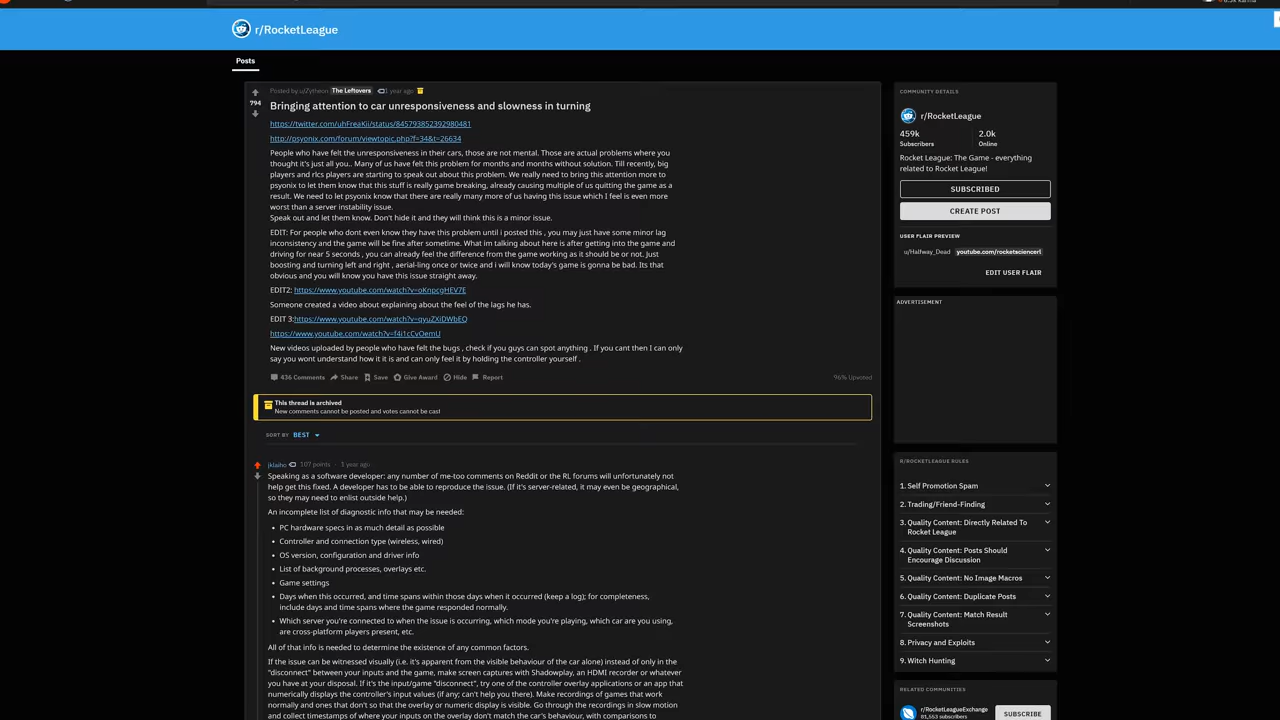 r/RocketLeague
Posts
Posted by u/Zytheon The Leftovers 1 year ago
794
Bringing attention to car unresponsiveness and slowness in turning
https://twitter.com/uhFreaKii/status/845793852392980481
http://psyonix.com/forum/viewtopic.php?f=34&t=26634
People who have felt the unresponsiveness in their cars, those are not mental. Those are actual problems where you
thought it's just all you.. Many of us have felt this problem for months and months without solution. Till recently, big
players and rlcs players are starting to speak out about this problem. We really need to bring this attention more to
psyonix to let them know that this stuff is really game breaking, already causing multiple of us quitting the game as a
result. We need to let psyonix know that there are really many more of us having this issue which I feel is even more
worst than a server instability issue.
Speak out and let them know. Don't hide it and they will think this is a minor issue.
EDIT: For people who dont even know they have this problem until i posted this , you may just have some minor lag
inconsistency and the game will be fine after sometime. What im talking about here is after getting into the game and
driving for near 5 seconds , you can already feel the difference from the game working as it should be or not. Just
boosting and turning left and right , aerial-ling once or twice and i will know today's game is gonna be bad. Its that
obvious and you will know you have this issue straight away.
EDIT2: https://www.youtube.com/watch?v=oKnpcgHEV7E
Someone created a video about explaining about the feel of the lags he has.
EDIT 3:https://www.youtube.com/watch?v=qyuZXiDWbEQ
https://www.youtube.com/watch?v=f4i1cCvOemU
New videos uploaded by people who have felt the bugs , check if you guys can spot anything . If you cant then I can only
say you wont understand how it it is and can only feel it by holding the controller yourself .
436 Comments Share Save Give Award Hide Report 96% Upvoted
This thread is archived
New comments cannot be posted and votes cannot be cast
SORT BY BEST
jklaiho 107 points · 1 year ago
Speaking as a software developer: any number of me-too comments on Reddit or the RL forums will unfortunately not
help get this fixed. A developer has to be able to reproduce the issue. (If it's server-related, it may even be geographical,
so they may need to enlist outside help.)
An incomplete list of diagnostic info that may be needed:
• PC hardware specs in as much detail as possible
• Controller and connection type (wireless, wired)
• OS version, configuration and driver info
• List of background processes, overlays etc.
• Game settings
• Days when this occurred, and time spans within those days when it occurred (keep a log); for completeness,
include days and time spans where the game responded normally.
• Which server you're connected to when the issue is occurring, which mode you're playing, which car are you using,
are cross-platform players present, etc.
All of that info is needed to determine the existence of any common factors.
If the issue can be witnessed visually (i.e. it's apparent from the visible behaviour of the car alone) instead of only in the
"disconnect" between your inputs and the game, make screen captures with Shadowplay, an HDMI recorder or whatever
you have at your disposal. If it's the input/game "disconnect", try one of the controller overlay applications or an app that
numerically displays the controller's input values (if any; can't help you there). Make recordings of games that work
normally and ones that don't so that the overlay or numeric display is visible. Go through the recordings in slow motion
and collect timestamps of where your inputs on the overlay don't match the car's behaviour, with comparisons to
COMMUNITY DETAILS
r/RocketLeague
459k 2.0k
Subscribers Online
Rocket League: The Game - everything
related to Rocket League!
SUBSCRIBED
CREATE POST
USER FLAIR PREVIEW
u/Halfway_Dead youtube.com/rocketsciencerl
EDIT USER FLAIR
ADVERTISEMENT
R/ROCKETLEAGUE RULES
1. Self Promotion Spam
2. Trading/Friend-Finding
3. Quality Content: Directly Related To
Rocket League
4. Quality Content: Posts Should
Encourage Discussion
5. Quality Content: No Image Macros
6. Quality Content: Duplicate Posts
7. Quality Content: Match Result
Screenshots
8. Privacy and Exploits
9. Witch Hunting
RELATED COMMUNITIES
r/RocketLeagueExchange
81,553 subscribers
SUBSCRIBE